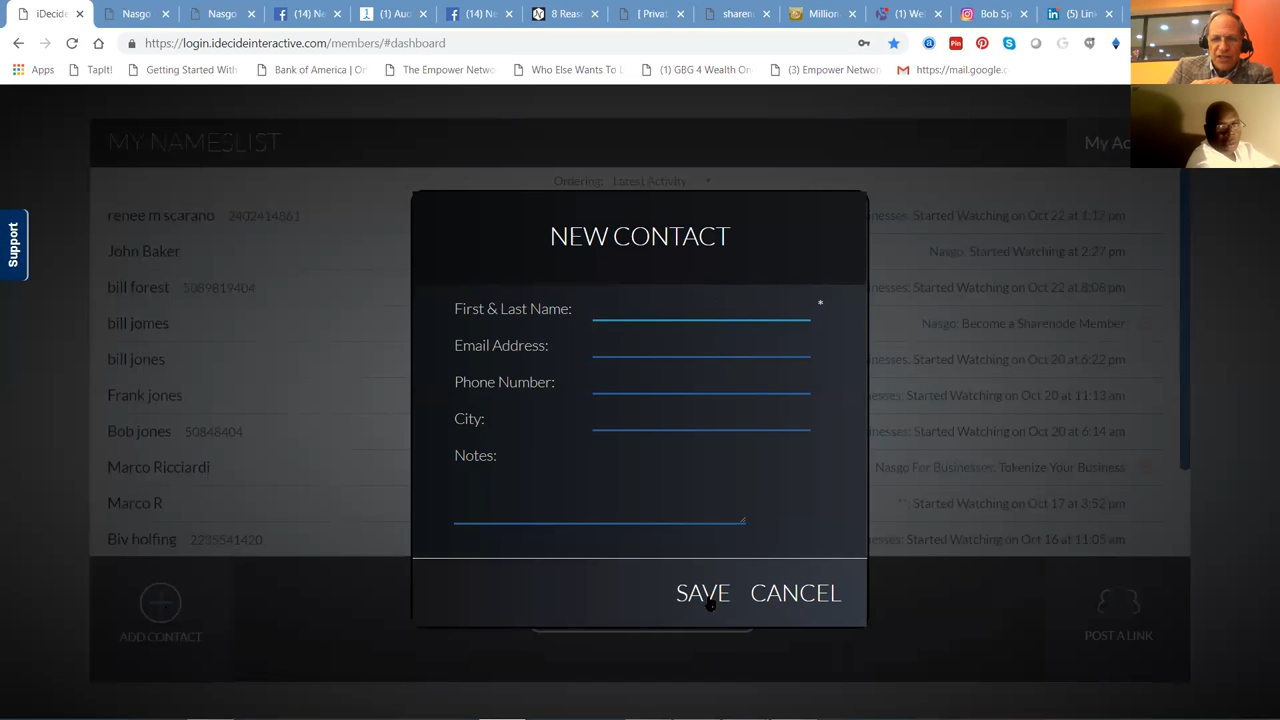 iDecide
Nasgo
Nasgo
(14) Ne
(1) Auc
(14) Ne
8 Reaso
[ Privat
sharen
Million
(1) Wel
Bob Sp
(5) Link
https://login.idecideinteractive.com/members/#dashboard
Apps
TapIt!
Getting Started With
Bank of America | On
The Empower Netwo
Who Else Wants To L
(1) GBG 4 Wealth On
(3) Empower Networ
https://mail.google.c
MY NAMESLIST
My Ac
Ordering: Latest Activity
Support
renee m scarano 2402414861
nesses: Started Watching on Oct 22 at 1:17 pm
John Baker
Nasgo: Started Watching at 2:27 pm
bill forest 5089819404
nesses: Started Watching on Oct 22 at 8:06 pm
bill jomes
Nasgo: Become a Sharenode Member
bill jones
nesses: Started Watching on Oct 20 at 6:22 pm
Frank jones
nesses: Started Watching on Oct 20 at 11:13 am
Bob jones 50848404
nesses: Started Watching on Oct 20 at 6:14 am
Marco Ricciardi
Nasgo For Businesses: Tokenize Your Business
Marco R
Started Watching on Oct 17 at 3:52 pm
Biv holfing 2235541420
nesses: Started Watching on Oct 16 at 11:05 am
NEW CONTACT
First & Last Name: *
Email Address:
Phone Number:
City:
Notes:
SAVE CANCEL
ADD CONTACT
POST A LINK